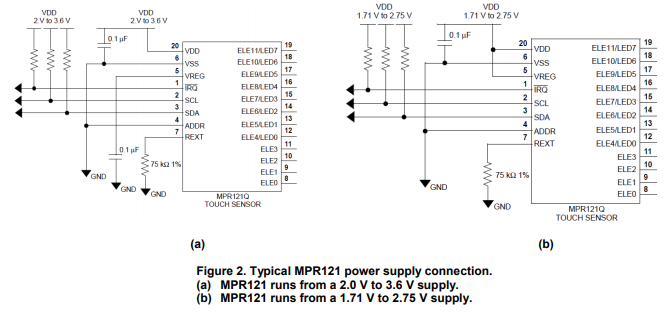 VDD
2 V to 3.6 V
VDD
2 V to 3.6 V
0.1 µF
20
VDD
6
VSS
5
VREG
1
IRQ
2
SCL
3
SDA
4
ADDR
7
REXT
ELE11/LED7
19
ELE10/LED6
18
ELE9/LED5
17
ELE8/LED4
16
ELE7/LED3
15
ELE6/LED2
14
ELE5/LED1
13
ELE4/LED0
12
ELE3
11
ELE2
10
ELE1
9
ELE0
8
0.1 µF
75 kΩ 1%
GND
GND
GND
MPR121Q
TOUCH SENSOR
(a)
VDD
1.71 V to 2.75 V
VDD
1.71 V to 2.75 V
0.1 µF
20
VDD
6
VSS
5
VREG
1
IRQ
2
SCL
3
SDA
4
ADDR
7
REXT
ELE11/LED7
19
ELE10/LED6
18
ELE9/LED5
17
ELE8/LED4
16
ELE7/LED3
15
ELE6/LED2
14
ELE5/LED1
13
ELE4/LED0
12
ELE3
11
ELE2
10
ELE1
9
ELE0
8
75 kΩ 1%
GND
GND
MPR121Q
TOUCH SENSOR
(b)
Figure 2. Typical MPR121 power supply connection.
(a) MPR121 runs from a 2.0 V to 3.6 V supply.
(b) MPR121 runs from a 1.71 V to 2.75 V supply.